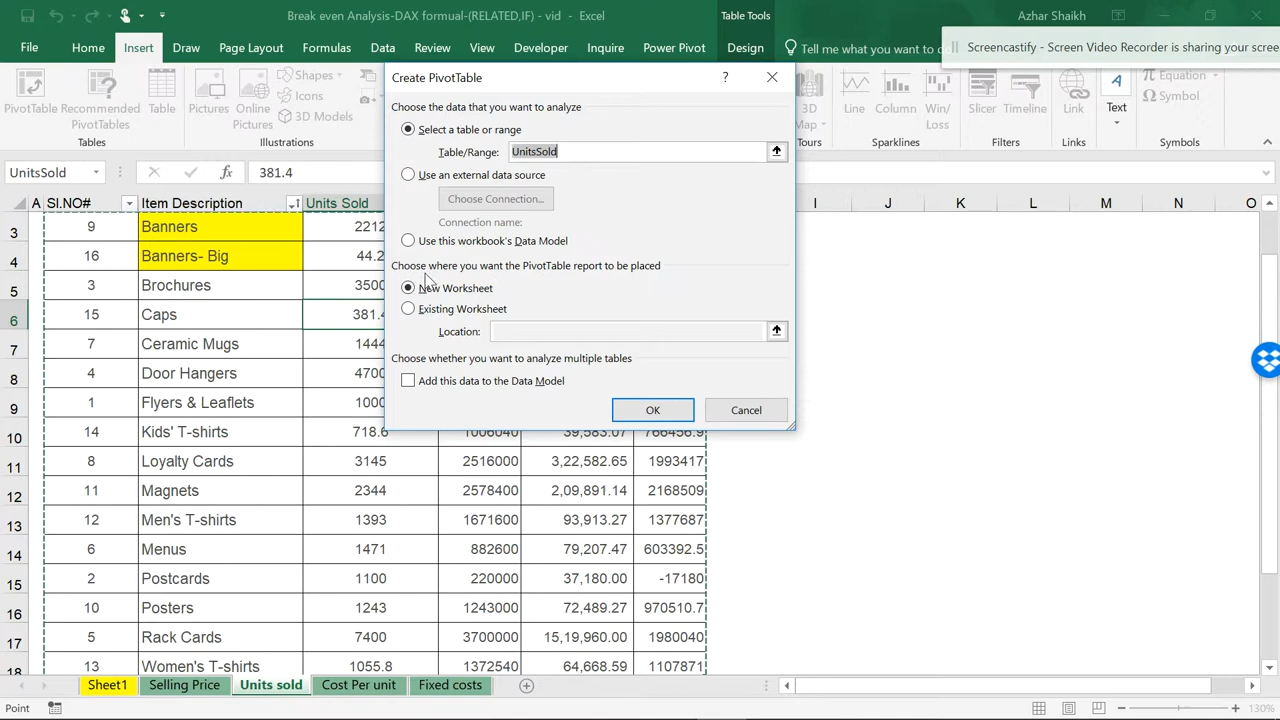 Break even Analysis-DAX formual-(RELATED,IF) - vid - Excel
Table Tools
Azhar Shaikh
File Home Insert Draw Page Layout Formulas Data Review View Developer Inquire Power Pivot Design Tell me what you want to
Screencastify - Screen Video Recorder is sharing your scree
PivotTable Recommended PivotTables Table
Tables
Pictures Online Pictures Shapes Icons 3D Models
Illustrations
3D Map
Tours
Line Column Win/ Loss
Sparklines
Slicer Timeline
Filters
Link
Links
Text
Equation
Symbol
Symbols
UnitsSold
fx 381.4
Create PivotTable
?
Choose the data that you want to analyze
Select a table or range
Table/Range: UnitsSold
Use an external data source
Choose Connection...
Connection name:
Use this workbook's Data Model
Choose where you want the PivotTable report to be placed
New Worksheet
Existing Worksheet
Location:
Choose whether you want to analyze multiple tables
Add this data to the Data Model
OK Cancel
A SI.NO# Item Description Units Sold I J K L M N O
3 9 Banners 2212
4 16 Banners- Big 44.2
5 3 Brochures 3500
6 15 Caps 381.4
7 7 Ceramic Mugs 1444
8 4 Door Hangers 4700
9 1 Flyers & Leaflets 1000
10 14 Kids' T-shirts 718.6 1006040 39,583.07 766456.9
11 8 Loyalty Cards 3145 2516000 3,22,582.65 1993417
12 11 Magnets 2344 2578400 2,09,891.14 2168509
13 12 Men's T-shirts 1393 1671600 93,913.27 1377687
14 6 Menus 1471 882600 79,207.47 603392.5
15 2 Postcards 1100 220000 37,180.00 -17180
16 10 Posters 1243 1243000 72,489.27 970510.7
17 5 Rack Cards 7400 3700000 15,19,960.00 1980040
18 13 Women's T-shirts 1055.8 1372540 64,668.59 1107871
Sheet1 Selling Price Units sold Cost Per unit Fixed costs
Point
130%